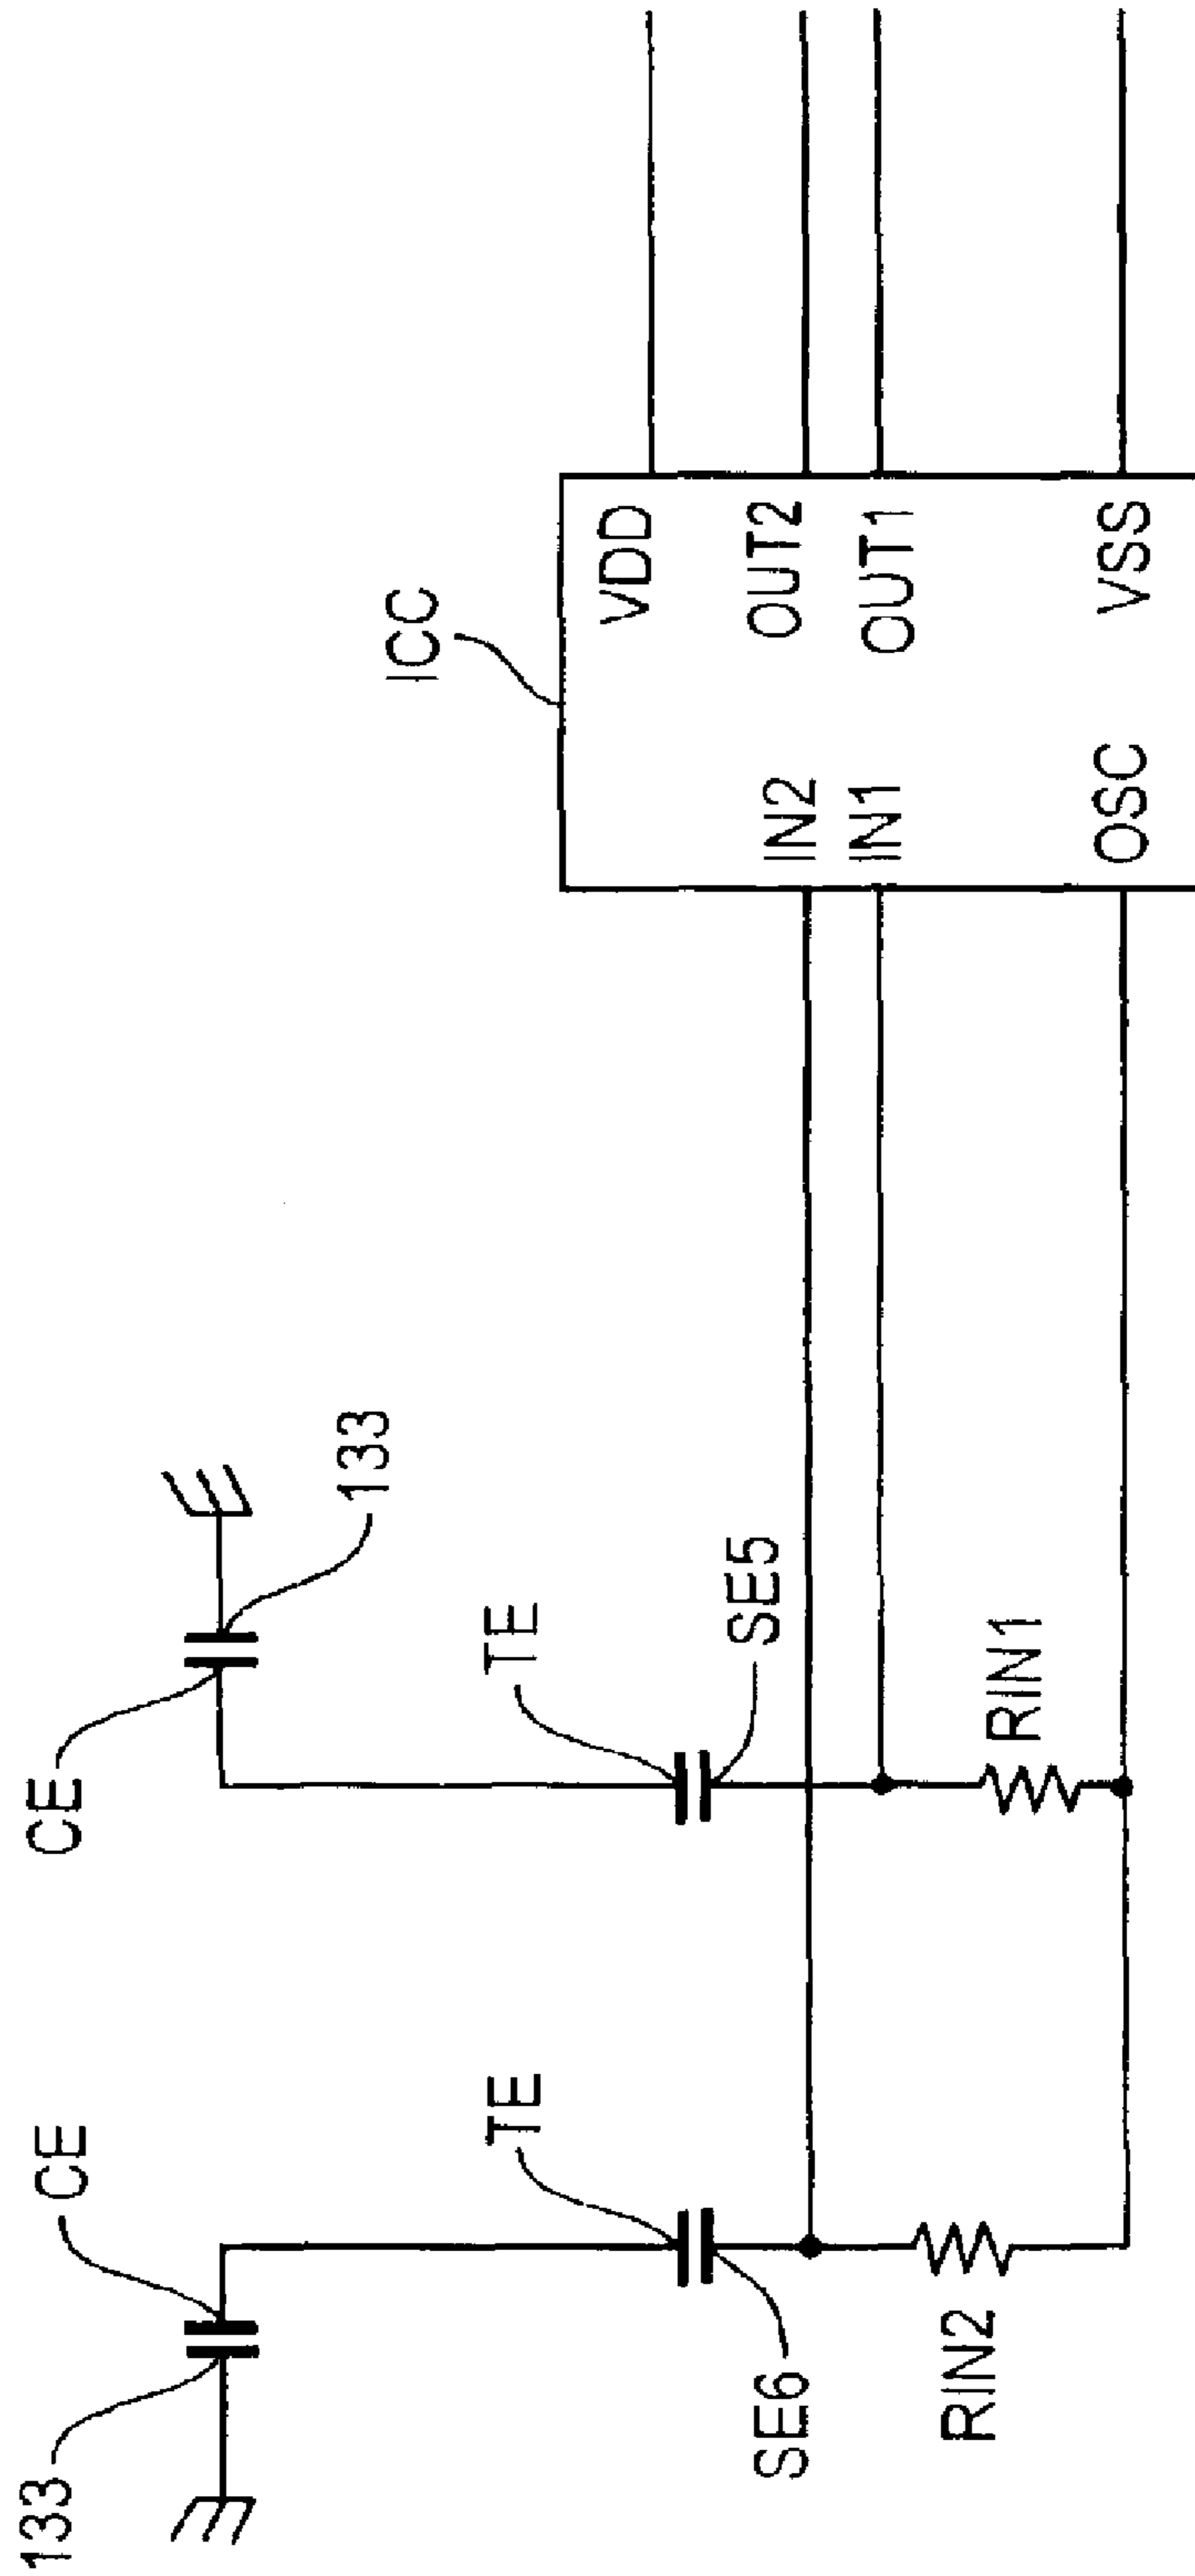 133
CE
CE
133
TE
TE
SE6
SE5
RIN2
RIN1
ICC
VDD
IN2
OUT2
IN1
OUT1
OSC
VSS